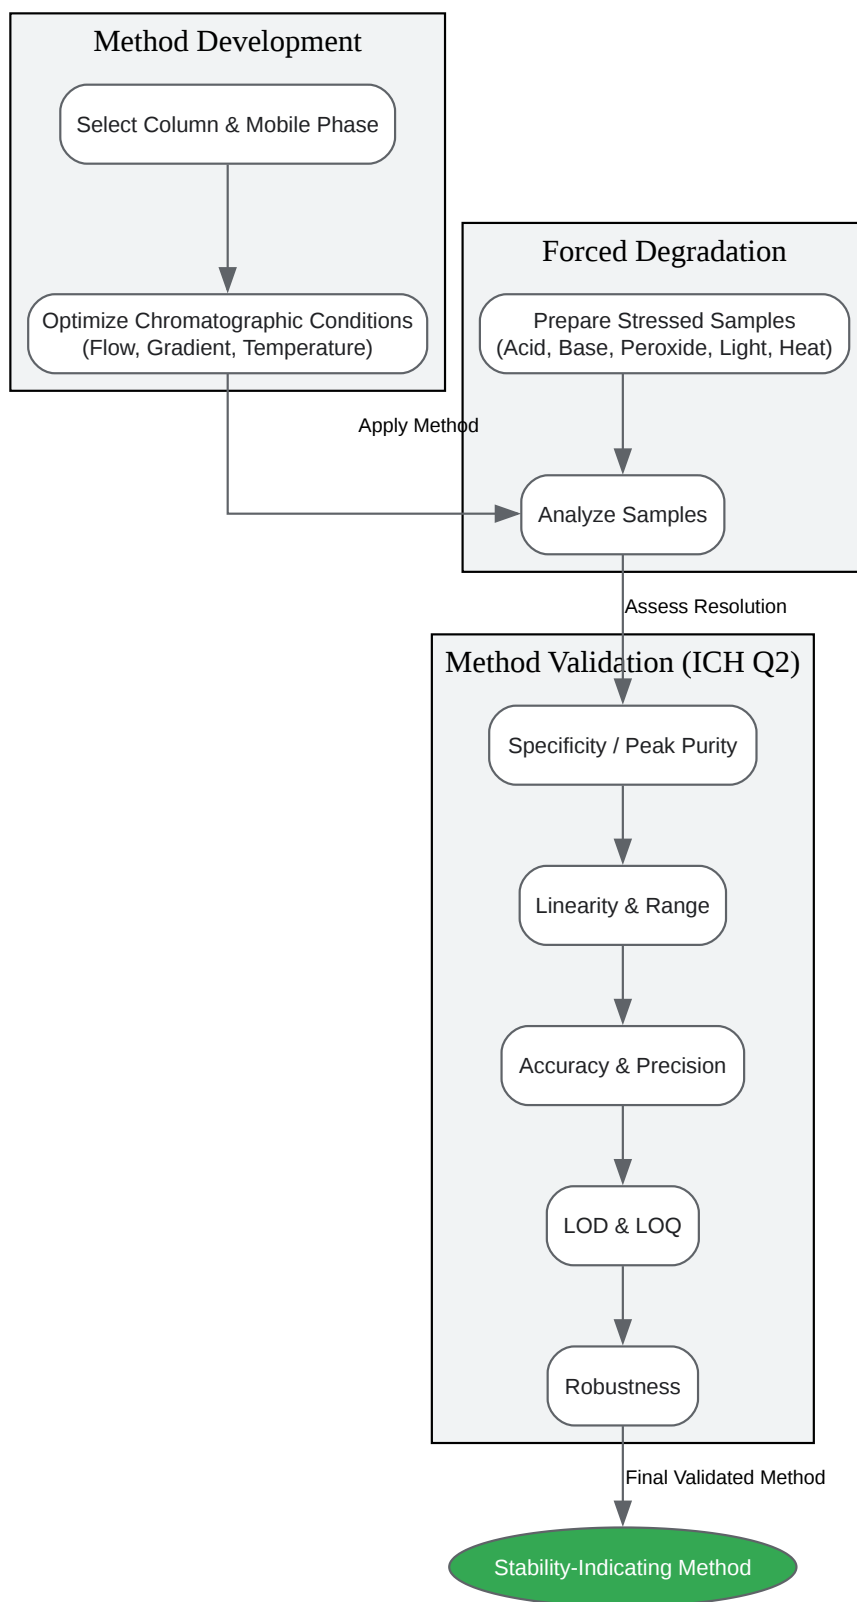 Method Development
Select Column & Mobile Phase
Optimize Chromatographic Conditions
(Flow, Gradient, Temperature)
Forced Degradation
Prepare Stressed Samples
(Acid, Base, Peroxide, Light, Heat)
Apply Method
Analyze Samples
Assess Resolution
Method Validation (ICH Q2)
Specificity / Peak Purity
Linearity & Range
Accuracy & Precision
LOD & LOQ
Robustness
Final Validated Method
Stability-Indicating Method